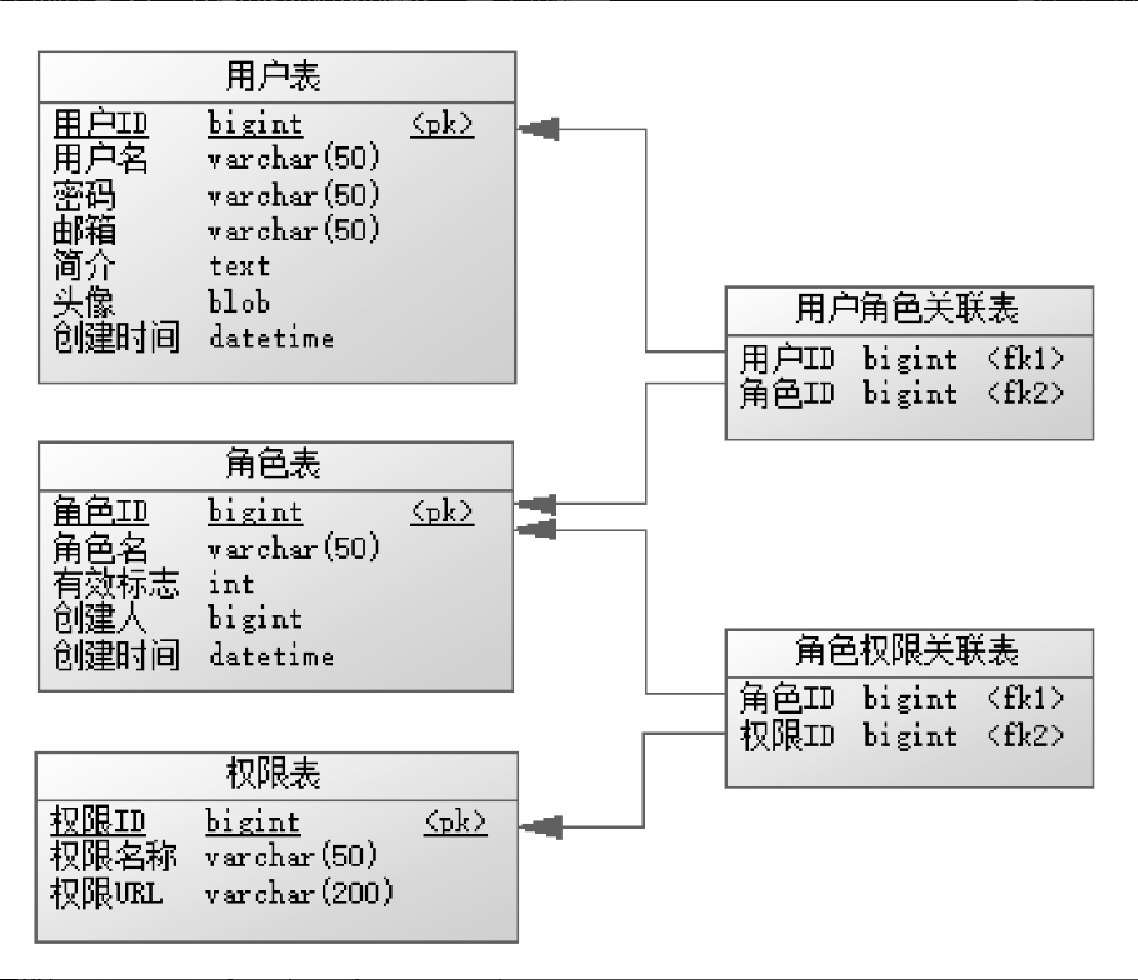 用户表
用户ID bigint <pk>
用户名 varchar(50)
密码 varchar(50)
邮箱 varchar(50)
简介 text
头像 blob
创建时间 datetime
用户角色关联表
用户ID bigint <fk1>
角色ID bigint <fk2>
角色表
角色ID bigint <pk>
角色名 varchar(50)
有效标志 int
创建人 bigint
创建时间 datetime
角色权限关联表
角色ID bigint <fk1>
权限ID bigint <fk2>
权限表
权限ID bigint <pk>
权限名称 varchar(50)
权限URL varchar(200)